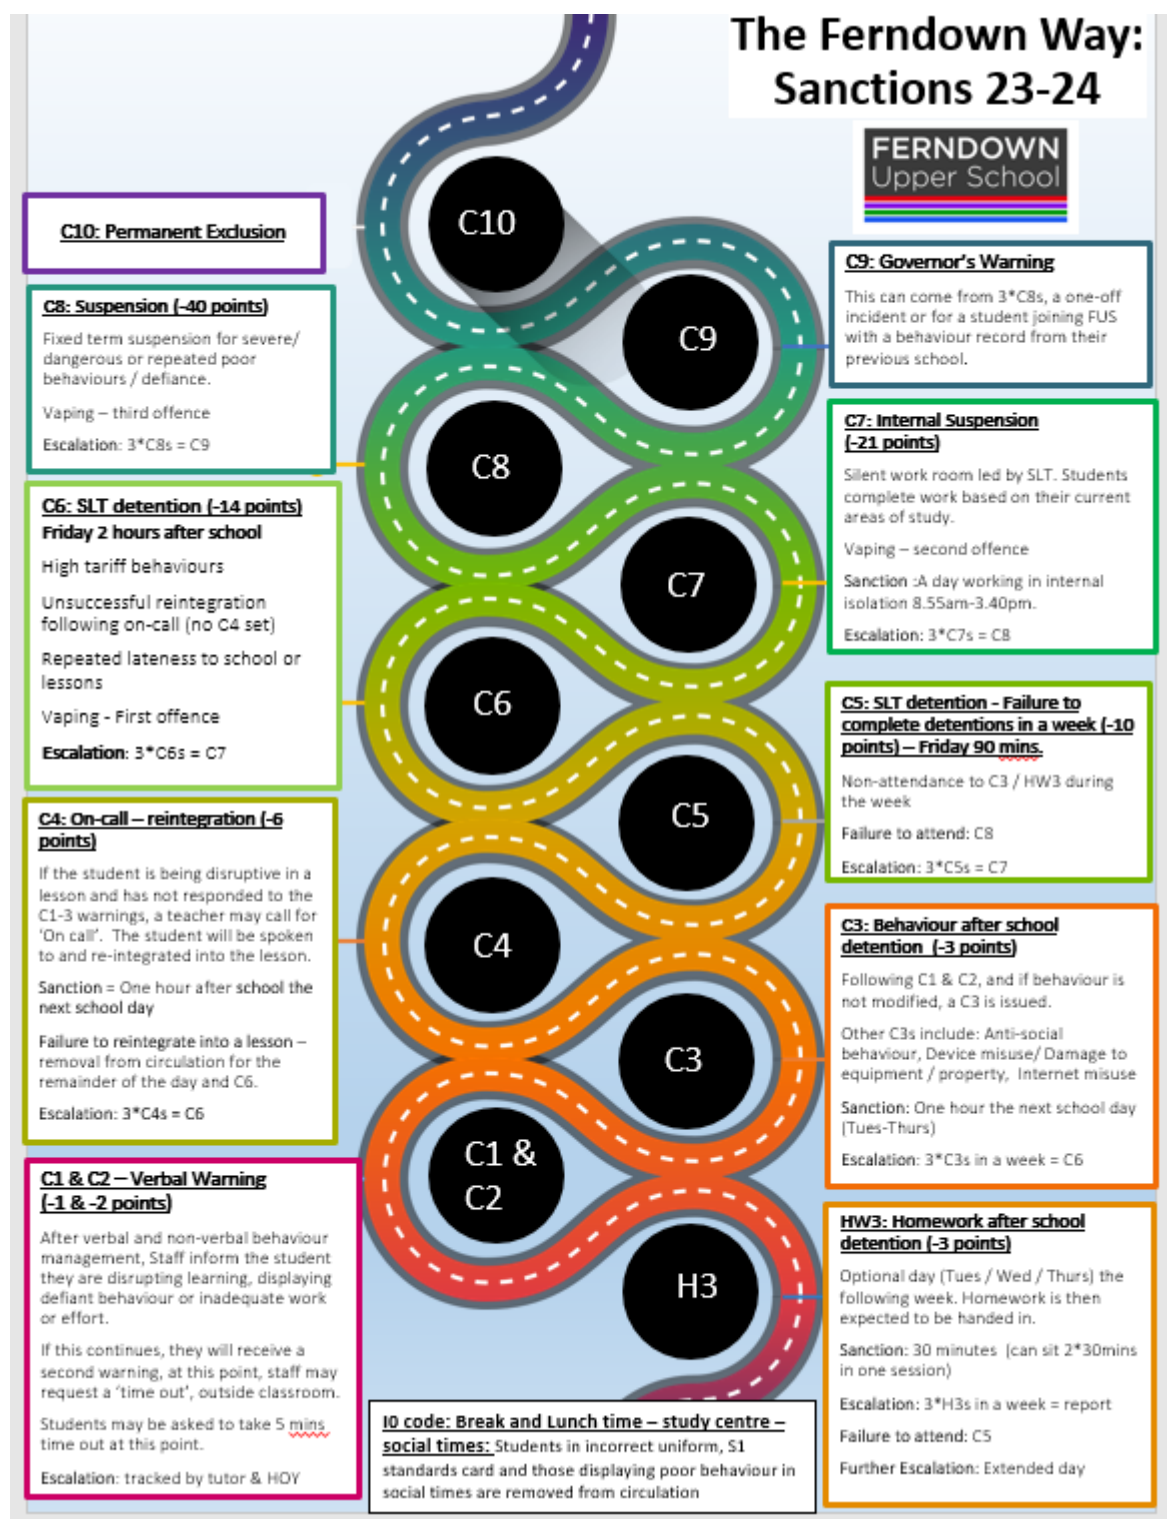 The Ferndown Way:
Sanctions 23-24
FERNDOWN
Upper School
C10
C10: Permanent Exclusion
C9
C9: Governor's Warning
This can come from 3*C8s, a one-off
incident or for a student joining FUS
with a behaviour record from their
previous school.
C8: Suspension (-40 points)
Fixed term suspension for severe/
dangerous or repeated poor
behaviours / defiance.
Vaping – third offence
Escalation: 3*C8s = C9
C8
C7: Internal Suspension
(-21 points)
Silent work room led by SLT. Students
complete work based on their current
areas of study.
Vaping – second offence
Sanction :A day working in internal
isolation 8.55am-3.40pm.
Escalation: 3*C7s = C8
C7
C6: SLT detention (-14 points)
Friday 2 hours after school
High tariff behaviours
Unsuccessful reintegration
following on-call (no C4 set)
Repeated lateness to school or
lessons
Vaping - First offence
Escalation: 3*C6s = C7
C6
C5: SLT detention - Failure to
complete detentions in a week (-10
points) – Friday 90 mins.
Non-attendance to C3 / HW3 during
the week
Failure to attend: C8
Escalation: 3*C5s = C7
C5
C4: On-call – reintegration (-6
points)
If the student is being disruptive in a
lesson and has not responded to the
C1-3 warnings, a teacher may call for
'On call'. The student will be spoken
to and re-integrated into the lesson.
Sanction = One hour after school the
next school day
Failure to reintegrate into a lesson –
removal from circulation for the
remainder of the day and C6.
Escalation: 3*C4s = C6
C4
C3: Behaviour after school
detention (-3 points)
Following C1 & C2, and if behaviour is
not modified, a C3 is issued.
Other C3s include: Anti-social
behaviour, Device misuse/ Damage to
equipment / property, Internet misuse
Sanction: One hour the next school day
(Tues-Thurs)
Escalation: 3*C3s in a week = C6
C3
C1 & C2 – Verbal Warning
(-1 & -2 points)
After verbal and non-verbal behaviour
management, Staff inform the student
they are disrupting learning, displaying
defiant behaviour or inadequate work
or effort.
If this continues, they will receive a
second warning, at this point, staff may
request a 'time out', outside classroom.
Students may be asked to take 5 mins
time out at this point.
Escalation: tracked by tutor & HOY
C1 &
C2
HW3: Homework after school
detention (-3 points)
Optional day (Tues / Wed / Thurs) the
following week. Homework is then
expected to be handed in.
Sanction: 30 minutes (can sit 2*30mins
in one session)
Escalation: 3*H3s in a week = report
Failure to attend: C5
Further Escalation: Extended day
H3
I0 code: Break and Lunch time – study centre –
social times: Students in incorrect uniform, S1
standards card and those displaying poor behaviour in
social times are removed from circulation